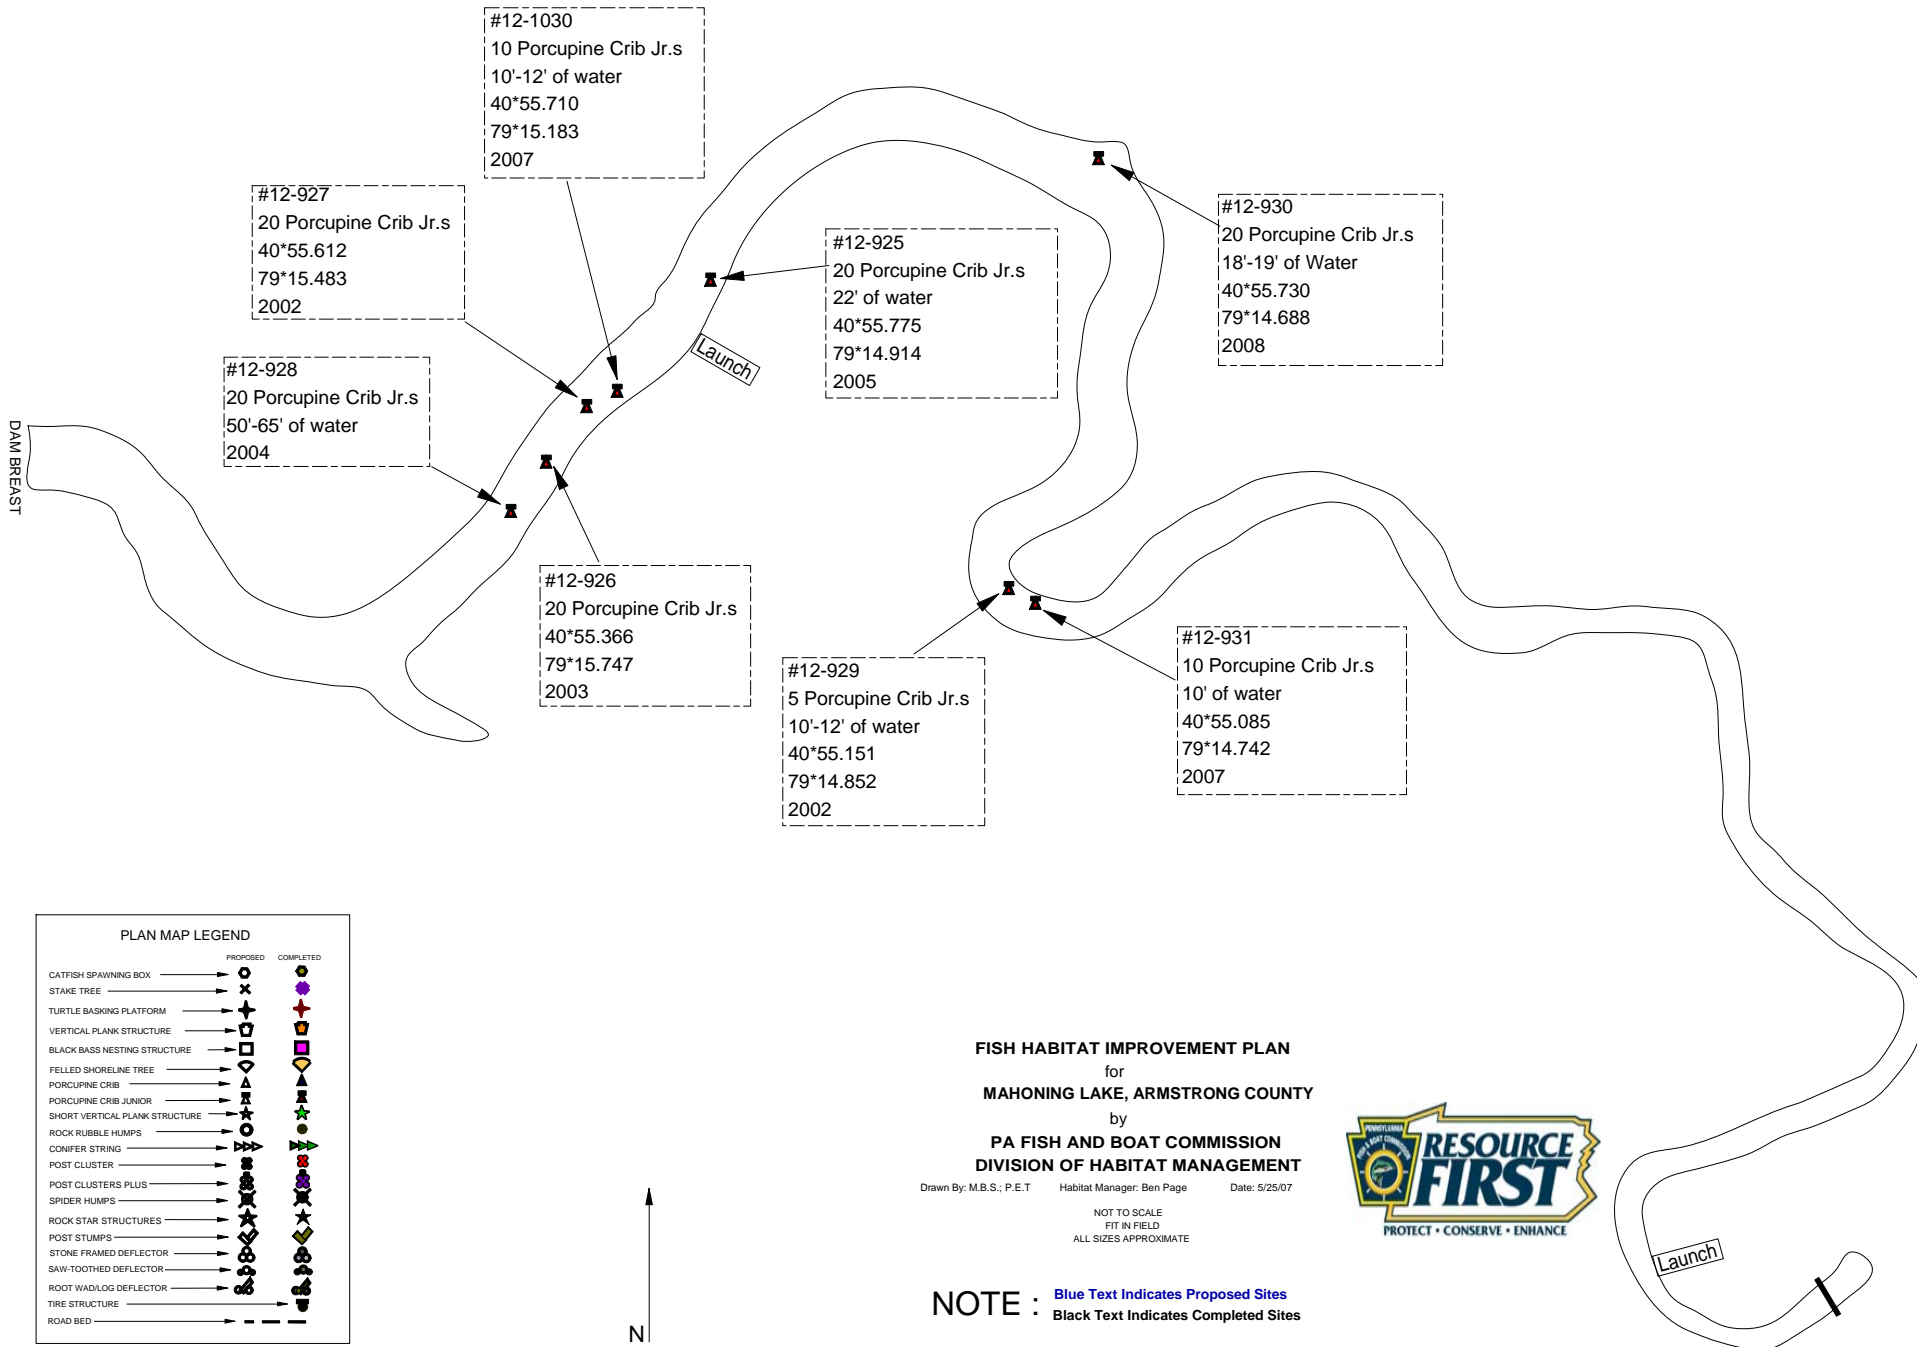 #12-1030
10 Porcupine Crib Jr.s
10'-12' of water
40*55.710
79*15.183
2007
#12-927
20 Porcupine Crib Jr.s
40*55.612
79*15.483
2002
#12-928
20 Porcupine Crib Jr.s
50'-65' of water
2004
DAM BREAST
#12-926
20 Porcupine Crib Jr.s
40*55.366
79*15.747
2003
Launch
#12-925
20 Porcupine Crib Jr.s
22' of water
40*55.775
79*14.914
2005
#12-930
20 Porcupine Crib Jr.s
18'-19' of Water
40*55.730
79*14.688
2008
#12-929
5 Porcupine Crib Jr.s
10'-12' of water
40*55.151
79*14.852
2002
#12-931
10 Porcupine Crib Jr.s
10' of water
40*55.085
79*14.742
2007
PLAN MAP LEGEND
PROPOSED COMPLETED
CATFISH SPAWNING BOX
STAKE TREE
TURTLE BASKING PLATFORM
VERTICAL PLANK STRUCTURE
BLACK BASS NESTING STRUCTURE
FELLED SHORELINE TREE
PORCUPINE CRIB
PORCUPINE CRIB JUNIOR
SHORT VERTICAL PLANK STRUCTURE
ROCK RUBBLE HUMPS
CONIFER STRING
POST CLUSTER
POST CLUSTERS PLUS
SPIDER HUMPS
ROCK STAR STRUCTURES
POST STUMPS
STONE FRAMED DEFLECTOR
SAW-TOOTHED DEFLECTOR
ROOT WAD/LOG DEFLECTOR
TIRE STRUCTURE
ROAD BED
N
FISH HABITAT IMPROVEMENT PLAN
for
MAHONING LAKE, ARMSTRONG COUNTY
by
PA FISH AND BOAT COMMISSION
DIVISION OF HABITAT MANAGEMENT
Drawn By: M.B.S.; P.E.T Habitat Manager: Ben Page Date: 5/25/07
NOT TO SCALE
FIT IN FIELD
ALL SIZES APPROXIMATE
NOTE : Blue Text Indicates Proposed Sites
Black Text Indicates Completed Sites
PENNSYLVANIA
FISH & BOAT COMMISSION
RESOURCE
FIRST
PROTECT • CONSERVE • ENHANCE
Launch